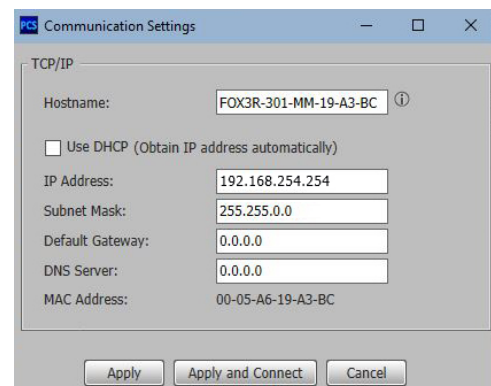 PCS Communication Settings
TCP/IP
Hostname: FOX3R-301-MM-19-A3-BC
Use DHCP (Obtain IP address automatically)
IP Address: 192.168.254.254
Subnet Mask: 255.255.0.0
Default Gateway: 0.0.0.0
DNS Server: 0.0.0.0
MAC Address: 00-05-A6-19-A3-BC
Apply Apply and Connect Cancel